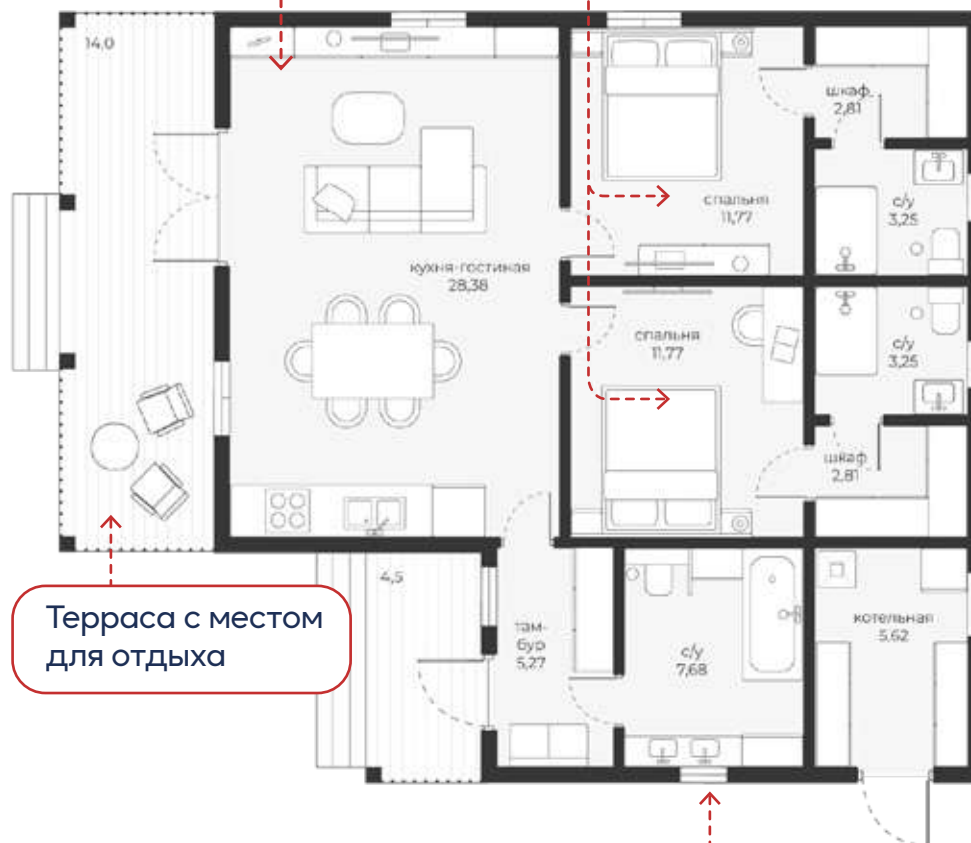 14,0
шкаф
2,81
спальня
11,77
с/у
3,25
кухня-гостиная
28,38
спальня
11,77
с/у
3,25
шкаф
2,81
4,5
Терраса с местом
для отдыха
там-
бур
5,27
с/у
7,68
котельная
5,62